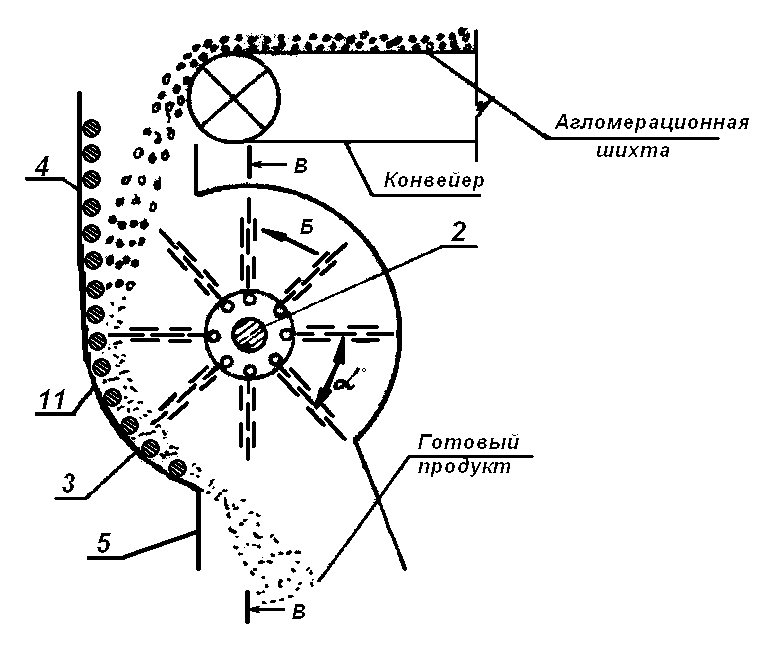 Агломерационная
шихта
В
Конвейер
4
Б
2
α°
11
Готовый
продукт
3
5
В